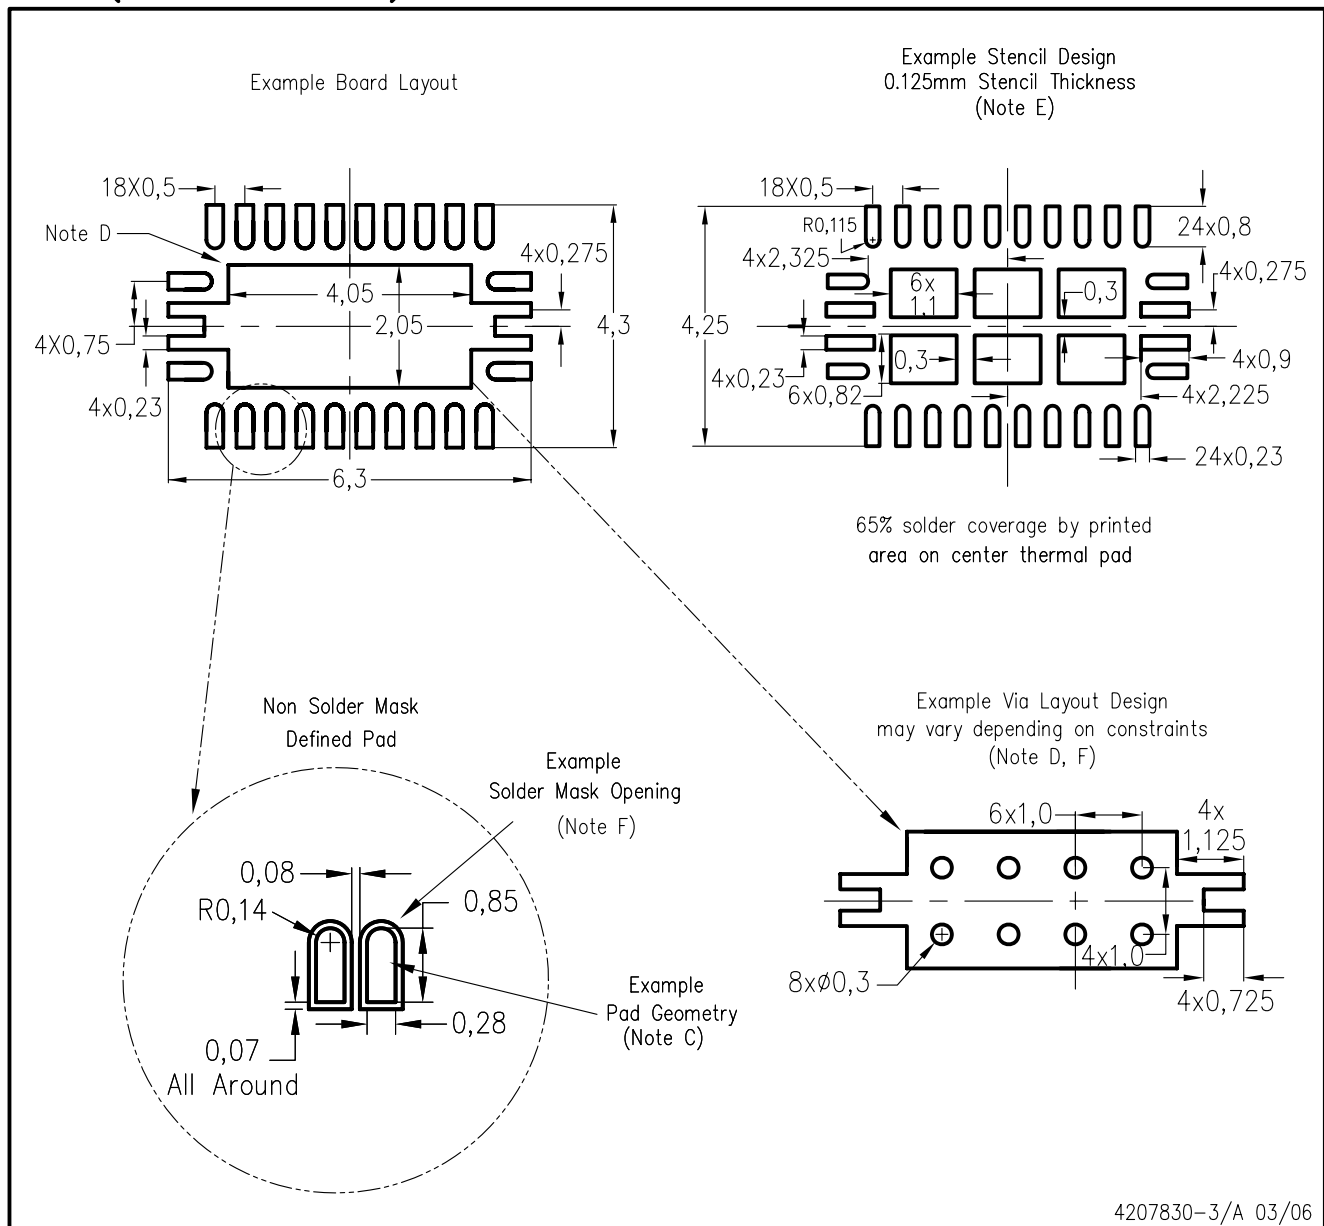 Example Board Layout
18X0,5
Note D
4x0,275
4,05
2,05
4,3
4X0,75
4x0,23
6,3
Example Stencil Design
0.125mm Stencil Thickness
(Note E)
18X0,5
R0,115
24x0,8
4x2,325
4x0,275
6x
1,1
0,3
4,25
0,3
4x0,23
6x0,82
4x0,9
4x2,225
24x0,23
65% solder coverage by printed
area on center thermal pad
Non Solder Mask
Defined Pad
Example
Solder Mask Opening
(Note F)
0,08
R0,14
0,85
Example
Pad Geometry
(Note C)
0,28
0,07
All Around
Example Via Layout Design
may vary depending on constraints
(Note D, F)
6x1,0
4x
1,125
4x1,0
8xø0,3
4x0,725
4207830-3/A 03/06